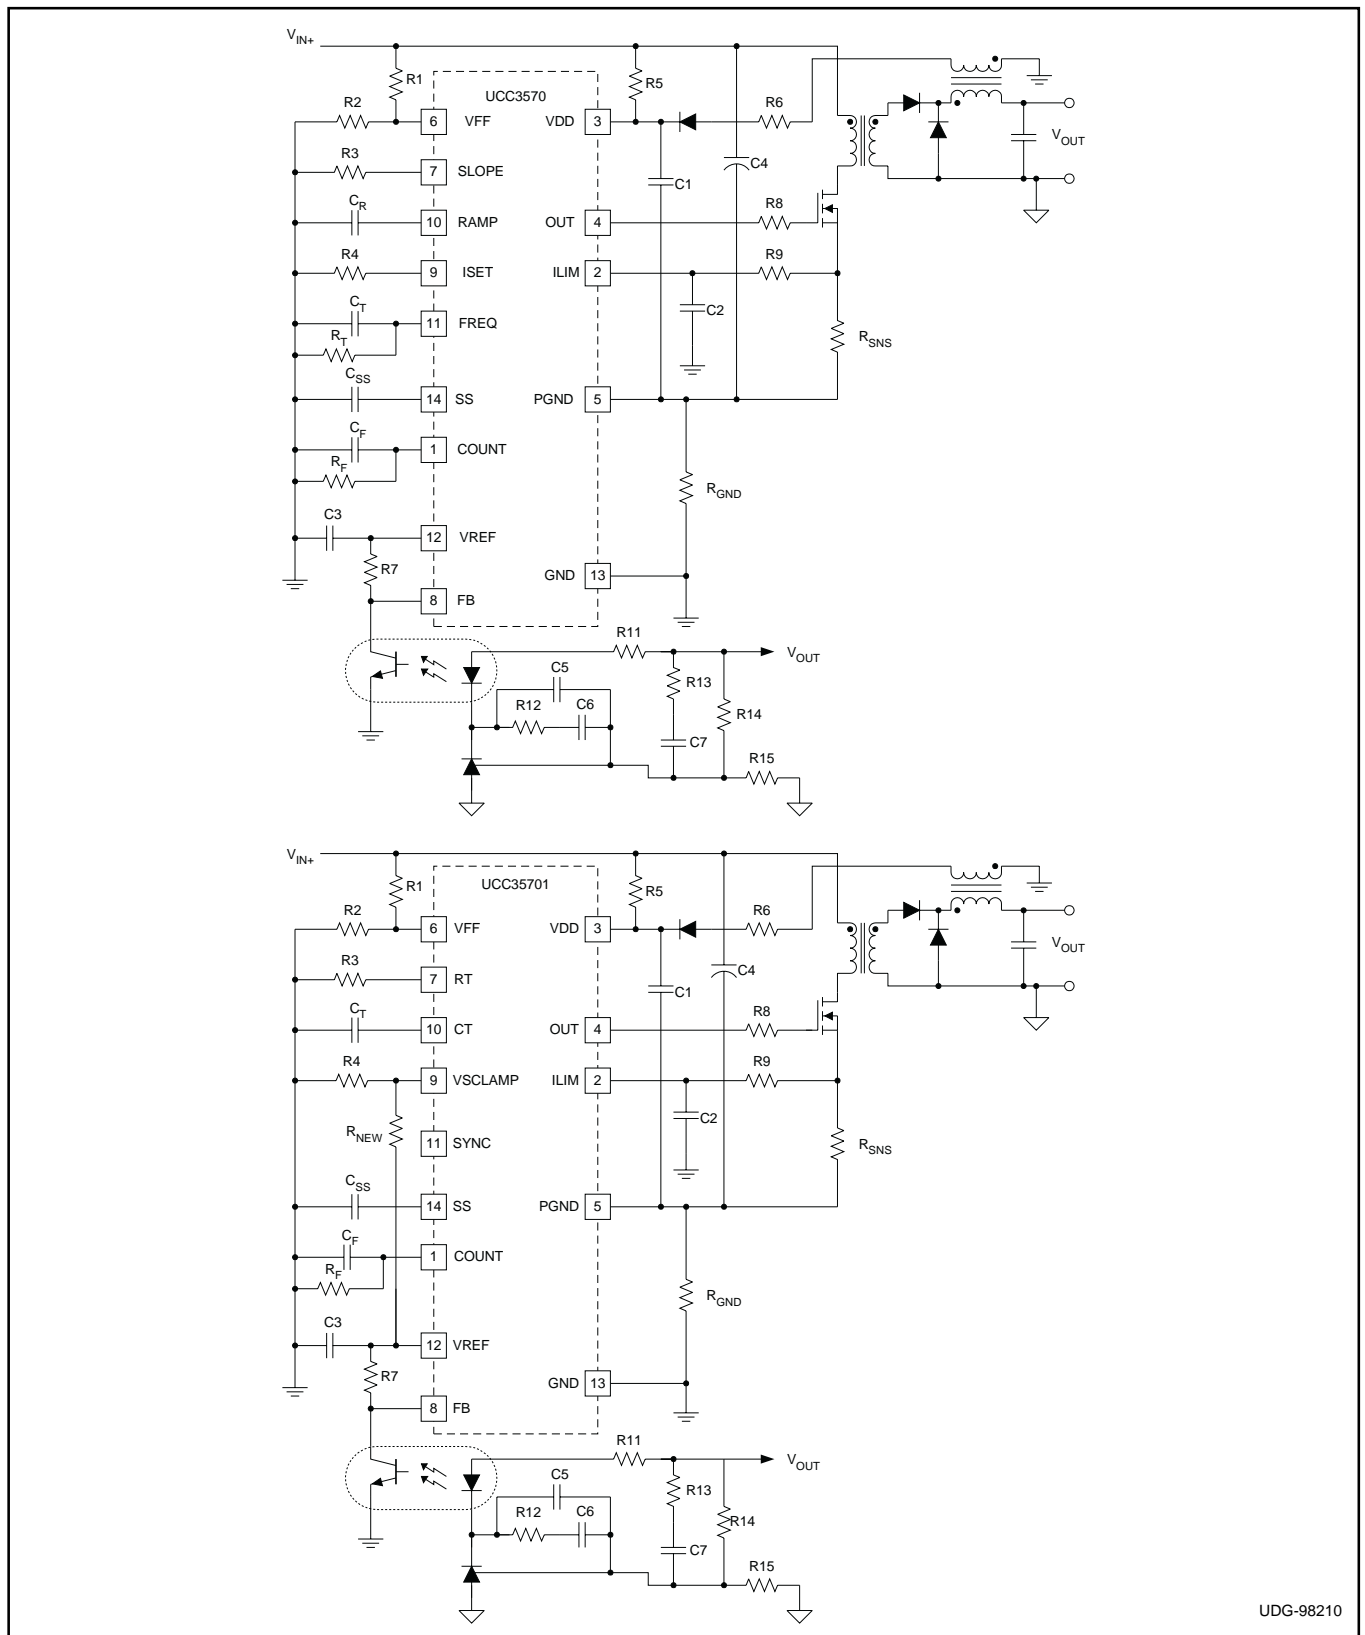 VIN+
R1
R5
UCC3570
R2
R6
6
VFF
VDD
3
VOUT
R3
C4
7
SLOPE
C1
CR
R8
10
RAMP
OUT
4
R4
R9
9
ISET
ILIM
2
CT
C2
11
FREQ
RT
RSNS
CSS
14
SS
PGND
5
CF
1
COUNT
RF
RGND
C3
12
VREF
R7
GND
13
8
FB
R11
VOUT
C5
R13
R12
C6
R14
C7
R15
VIN+
R1
R5
UCC35701
R2
R6
6
VFF
VDD
3
VOUT
R3
C4
7
RT
C1
CT
R8
10
CT
OUT
4
R4
R9
9
VSCLAMP
ILIM
2
C2
RNEW
11
SYNC
RSNS
CSS
14
SS
PGND
5
CF
1
COUNT
RF
RGND
C3
12
VREF
R7
GND
13
8
FB
R11
VOUT
C5
R13
R12
C6
R14
C7
R15
UDG-98210